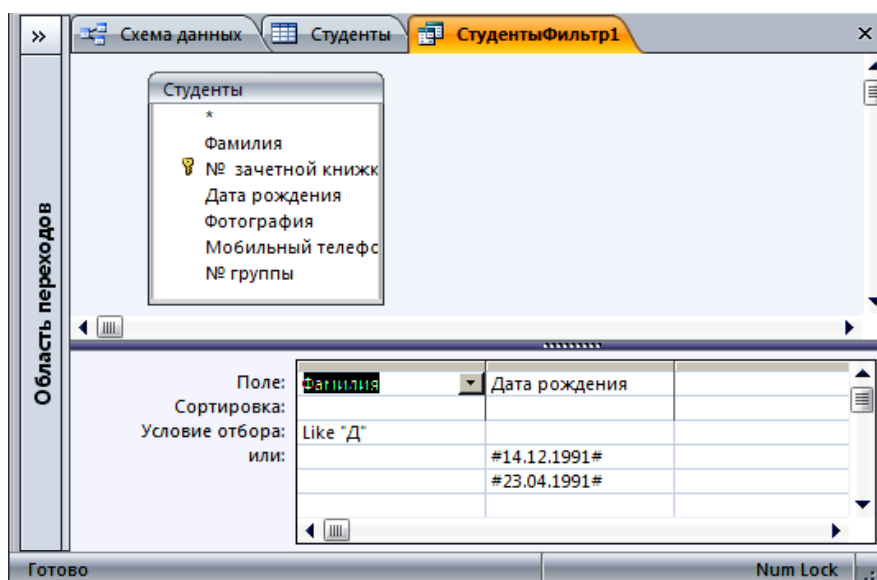 » Схема данных Студенты СтудентыФильтр1 ×
Область переходов
Студенты
*
Фамилия
№ зачетной книжк
Дата рождения
Фотография
Мобильный телефо
№ группы
Поле: Фамилия Дата рождения
Сортировка:
Условие отбора: Like "Д"
или: #14.12.1991#
#23.04.1991#
Готово Num Lock